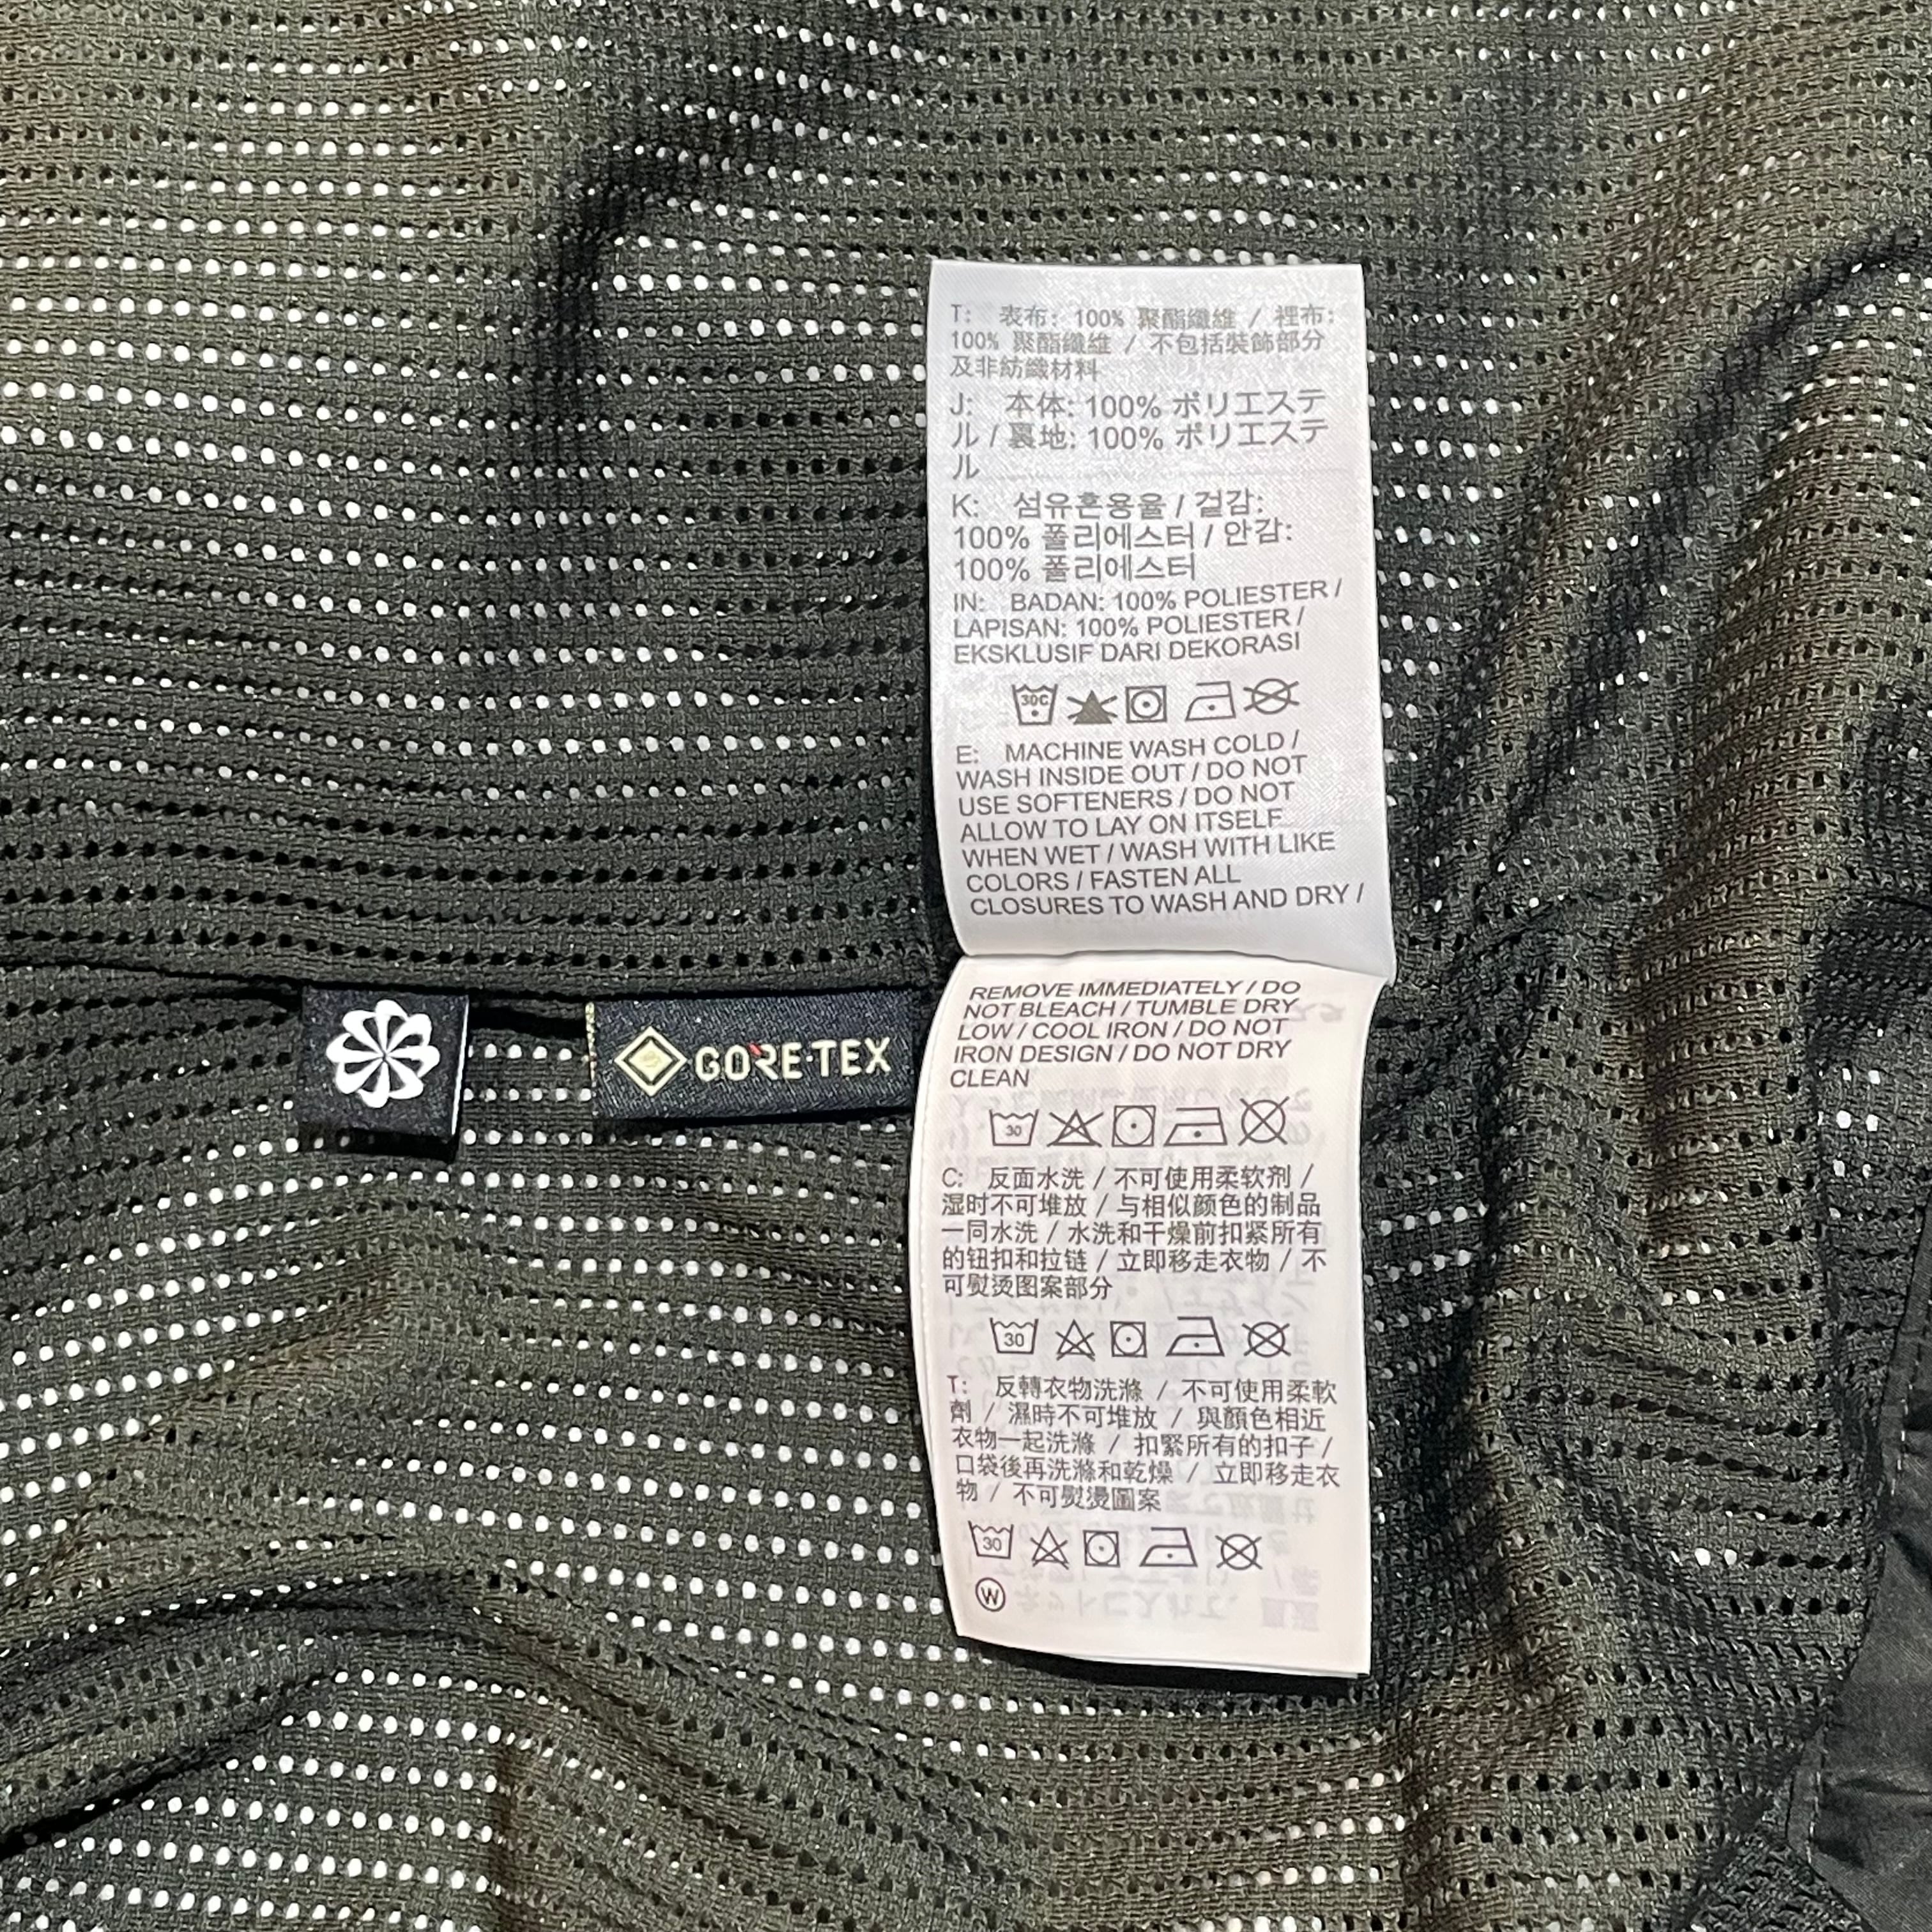 T: 表布: 100% 聚酯纖維 / 裡布:
100% 聚酯纖維 / 不包括裝飾部分
及非紡織材料
J: 本体: 100% ポリエステ
ル / 裏地: 100% ポリエステ
ル
K: 섬유혼용율 / 겉감:
100% 폴리에스터 / 안감:
100% 폴리에스터
IN: BADAN: 100% POLIESTER /
LAPISAN: 100% POLIESTER /
EKSKLUSIF DARI DEKORASI
30C
E: MACHINE WASH COLD /
WASH INSIDE OUT / DO NOT
USE SOFTENERS / DO NOT
ALLOW TO LAY ON ITSELF
WHEN WET / WASH WITH LIKE
COLORS / FASTEN ALL
CLOSURES TO WASH AND DRY /
REMOVE IMMEDIATELY / DO
NOT BLEACH / TUMBLE DRY
LOW / COOL IRON / DO NOT
IRON DESIGN / DO NOT DRY
CLEAN
30
C: 反面水洗 / 不可使用柔软剂 /
湿时不可堆放 / 与相似颜色的制品
一同水洗 / 水洗和干燥前扣紧所有
的钮扣和拉链 / 立即移走衣物 / 不
可熨烫图案部分
30
T: 反轉衣物洗滌 / 不可使用柔軟
劑 / 濕時不可堆放 / 與顏色相近
衣物一起洗滌 / 扣緊所有的扣子 /
口袋後再洗滌和乾燥 / 立即移走衣
物 / 不可熨燙圖案
30
W
GORE-TEX